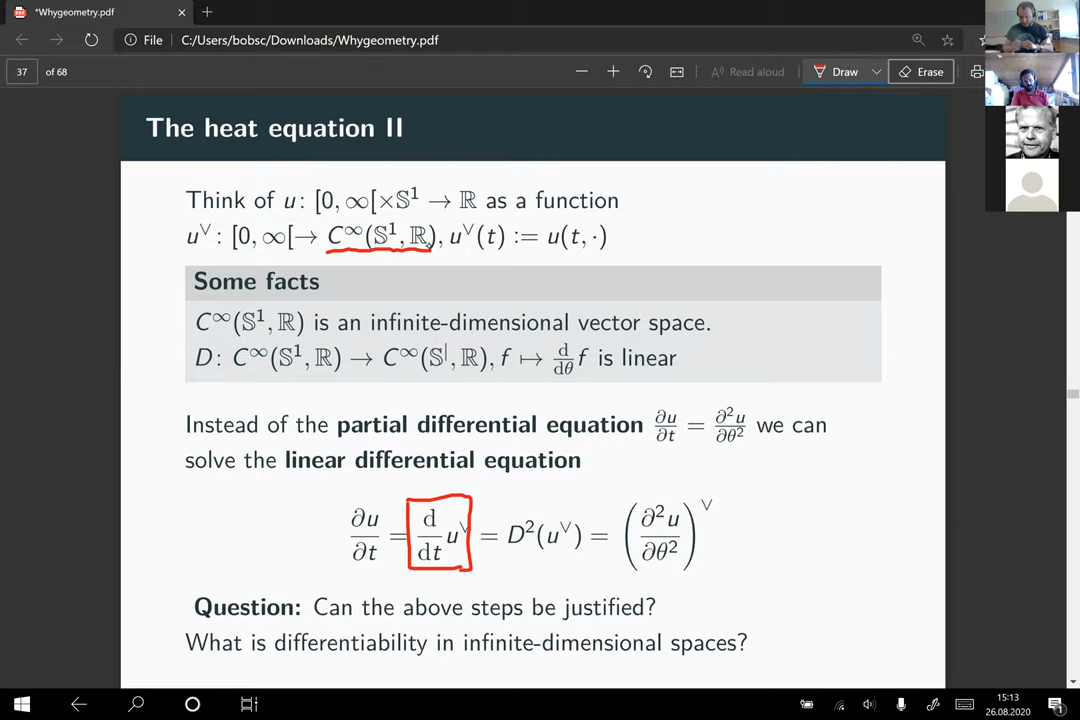 *Whygeometry.pdf
File C:/Users/bobsc/Downloads/Whygeometry.pdf
37 of 68 Read aloud Draw Erase
The heat equation II
Think of u: [0, ∞[×𝕊¹ → ℝ as a function
u^∨: [0, ∞[→ C^∞(𝕊¹, ℝ), u^∨(t) := u(t, ·)
Some facts
C^∞(𝕊¹, ℝ) is an infinite-dimensional vector space.
D: C^∞(𝕊¹, ℝ) → C^∞(𝕊^|, ℝ), f ↦ d/dθ f is linear
Instead of the partial differential equation ∂u/∂t = ∂²u/∂θ² we can
solve the linear differential equation
∂u/∂t = d/dt u^∨ = D²(u^∨) = (∂²u/∂θ²)^∨
Question: Can the above steps be justified?
What is differentiability in infinite-dimensional spaces?
15:13
26.08.2020
1